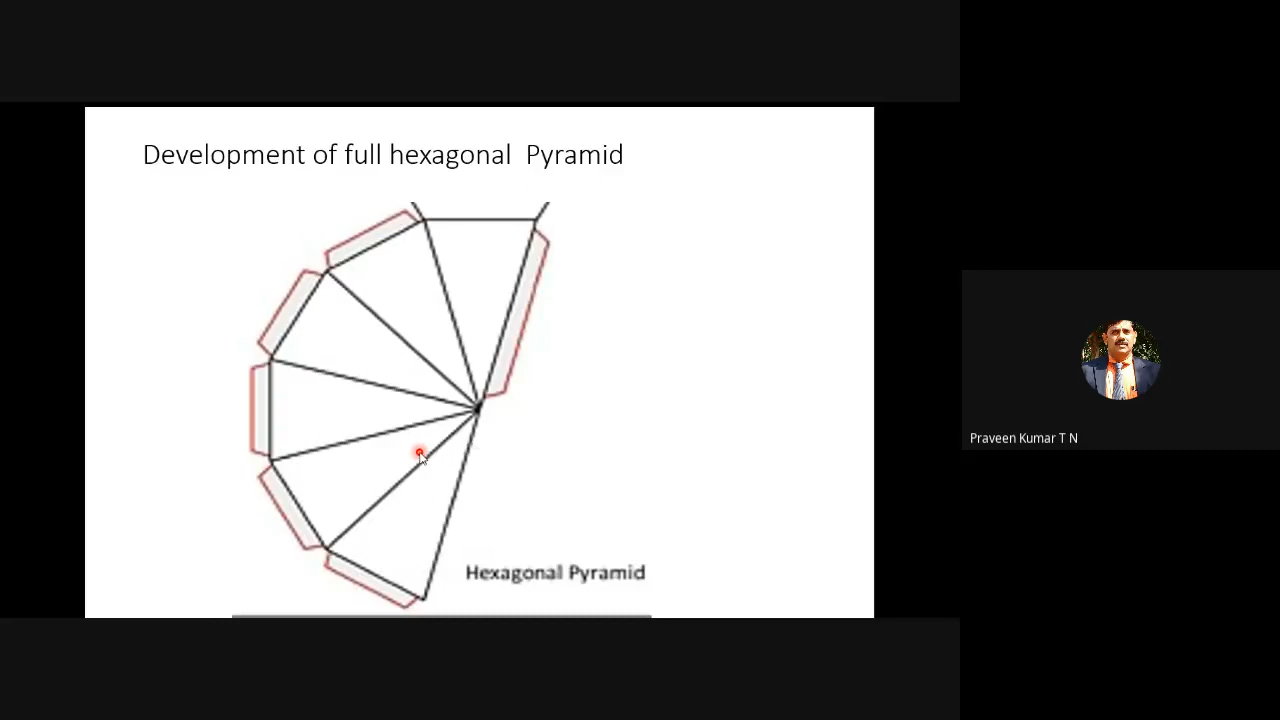 Development of full hexagonal Pyramid
Hexagonal Pyramid
Praveen Kumar T N